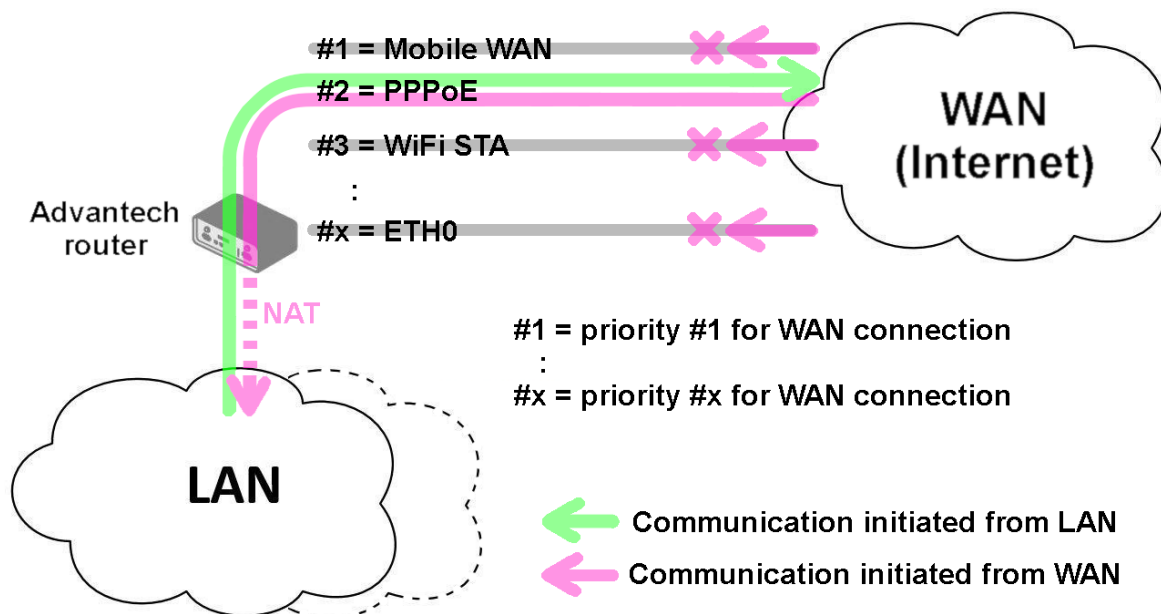 #1 = Mobile WAN
#2 = PPPoE
#3 = WiFi STA
:
#x = ETH0
WAN
(Internet)
Advantech
router
NAT
#1 = priority #1 for WAN connection
:
#x = priority #x for WAN connection
LAN
Communication initiated from LAN
Communication initiated from WAN